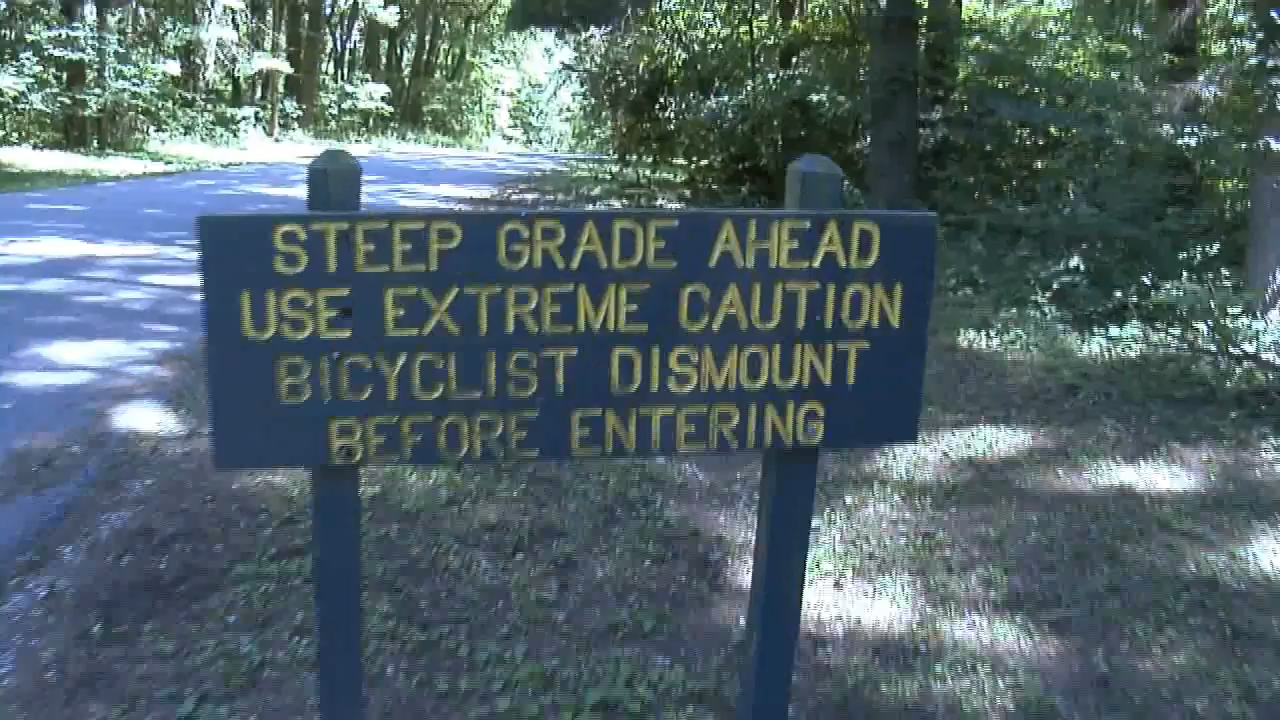 STEEP GRADE AHEAD
USE EXTREME CAUTION
BICYCLIST DISMOUNT
BEFORE ENTERING